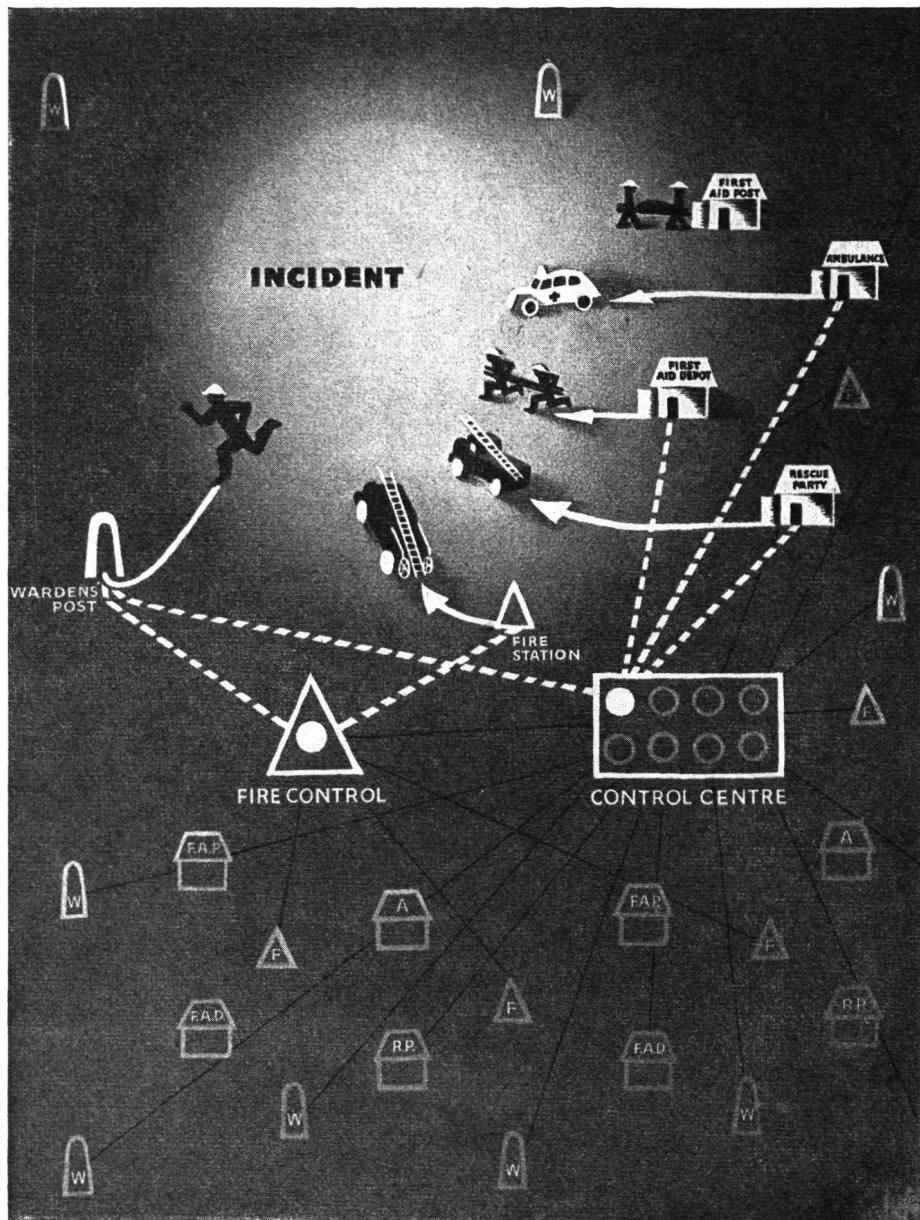 W
W
FIRST
AID POST
INCIDENT
AMBULANCE
FIRST
AID DEPOT
F
RESCUE
PARTY
WARDENS'
POST
W
FIRE
STATION
F
FIRE CONTROL
CONTROL CENTRE
F.A.P.
A
W
A
F.A.P.
F
F
F.A.D.
F
R.P.
R.P.
F.A.D
W
W
W
W